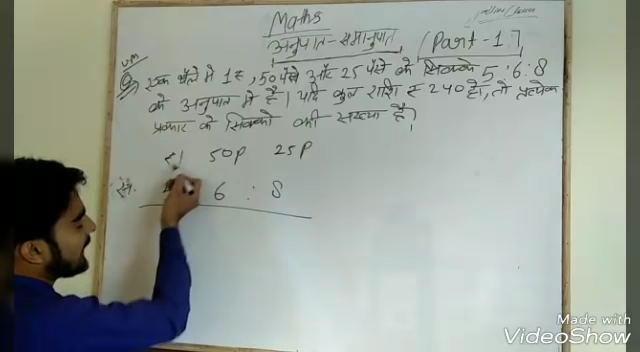 Maths
अनुपात-समानुपात (Part-17)
एक थैले में 1₹, 50 पैसे और 25 पैसे के सिक्के 5:6:8
के अनुपात में है। यदि कुल राशि ₹ 240 हो, तो प्रत्येक
प्रकार के सिक्को की संख्या है?
₹1 50P 25P
6 : 8
Made with
VideoShow